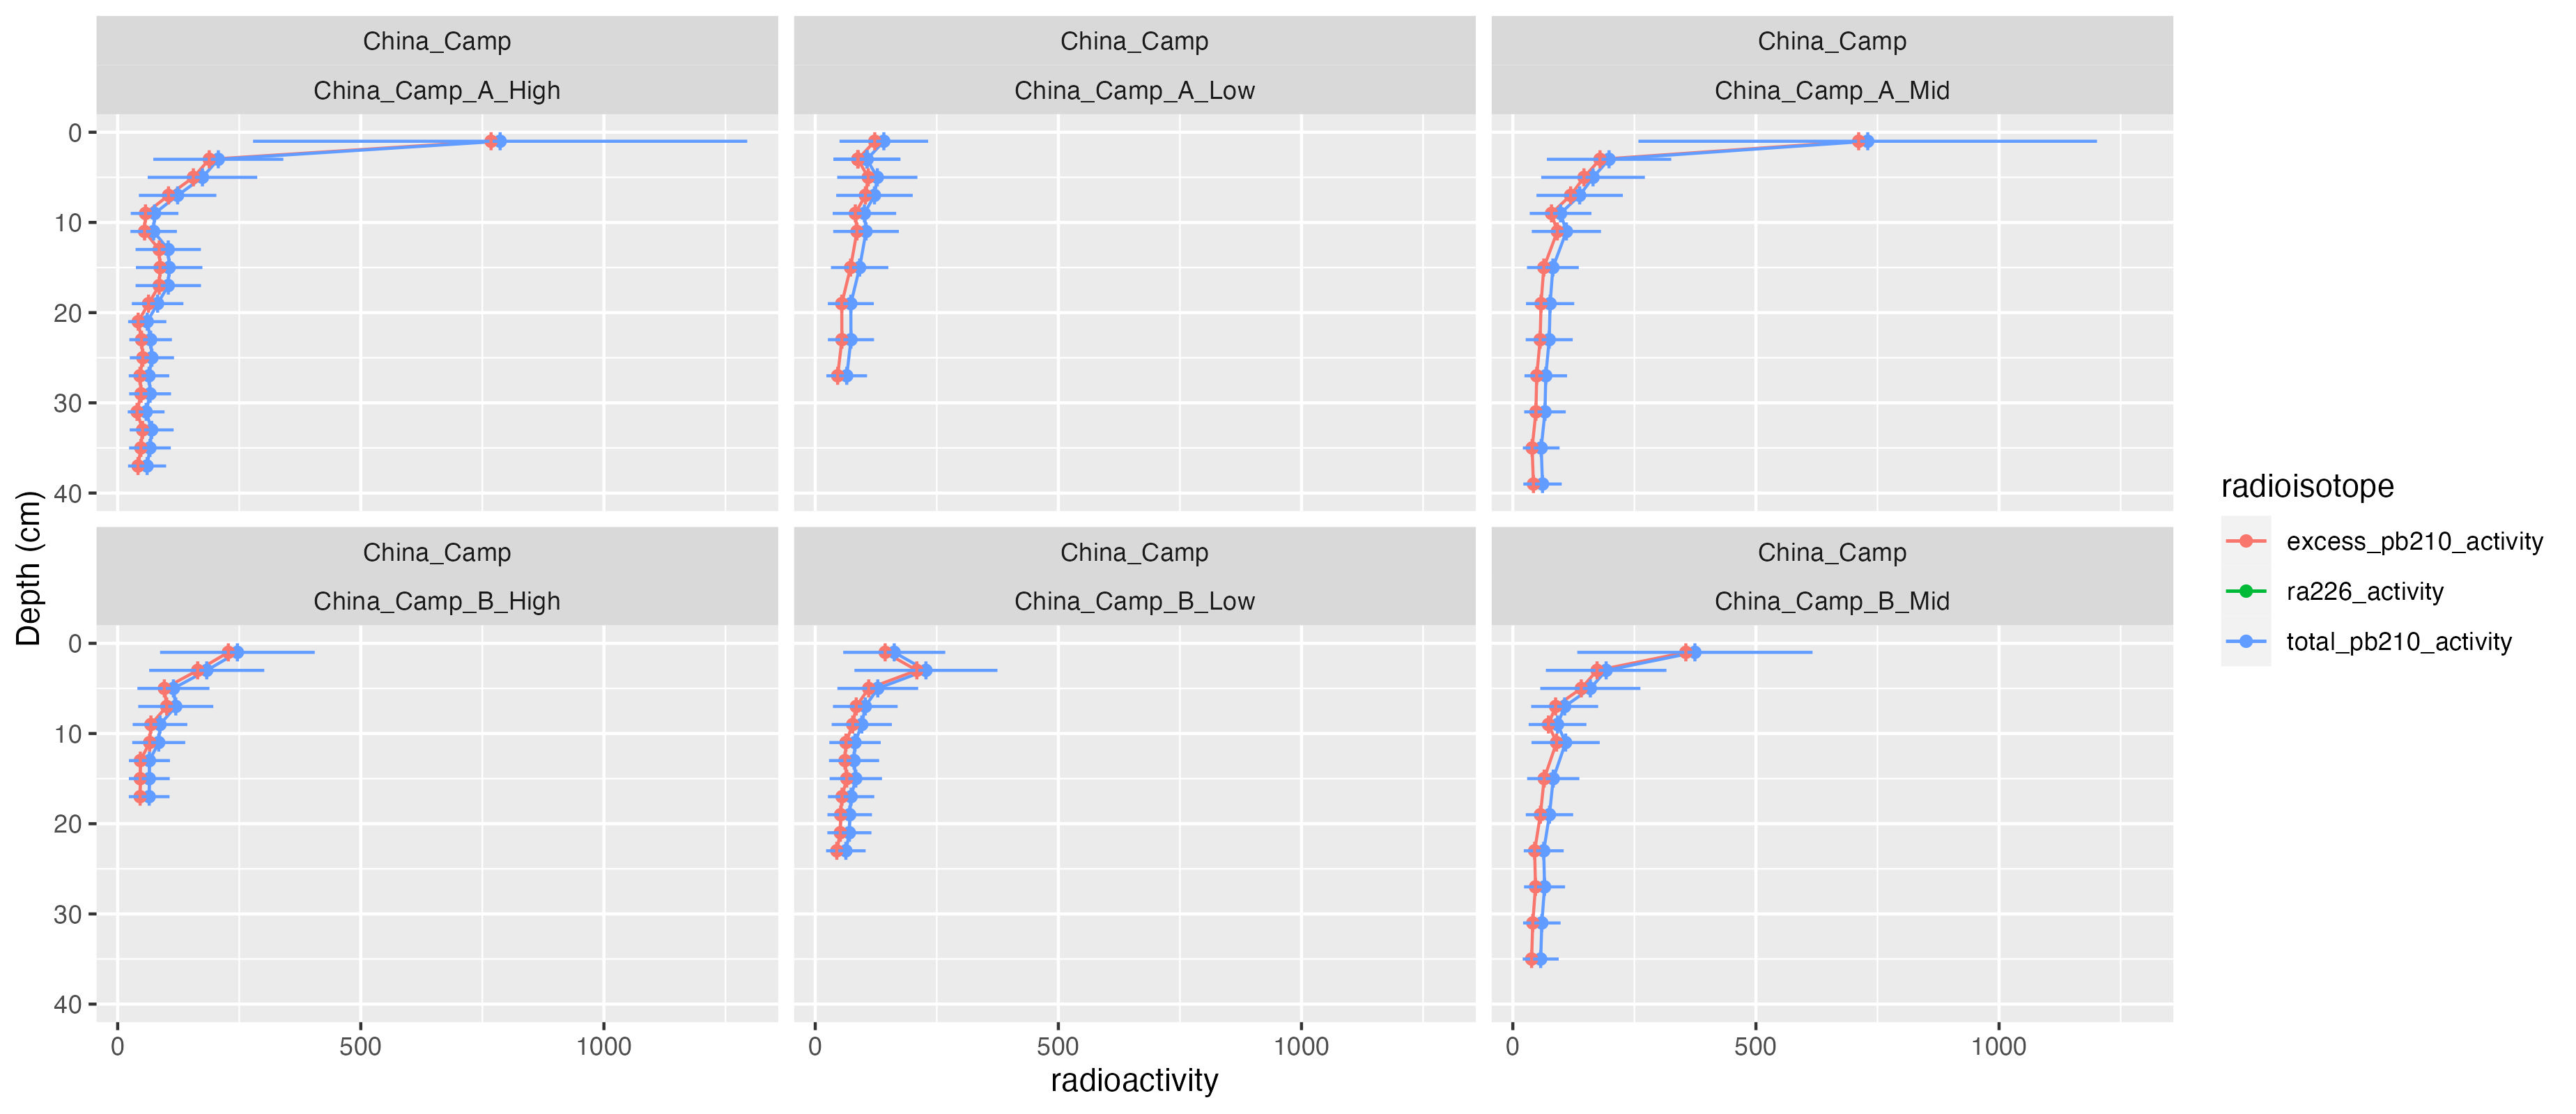 China_Camp
China_Camp_A_High
China_Camp
China_Camp_A_Low
China_Camp
China_Camp_A_Mid
0
10
20
30
40
China_Camp
China_Camp_B_High
China_Camp
China_Camp_B_Low
China_Camp
China_Camp_B_Mid
0
10
20
30
40
0 500 1000
0 500 1000
0 500 1000
radioactivity
Depth (cm)
radioisotope
excess_pb210_activity
ra226_activity
total_pb210_activity